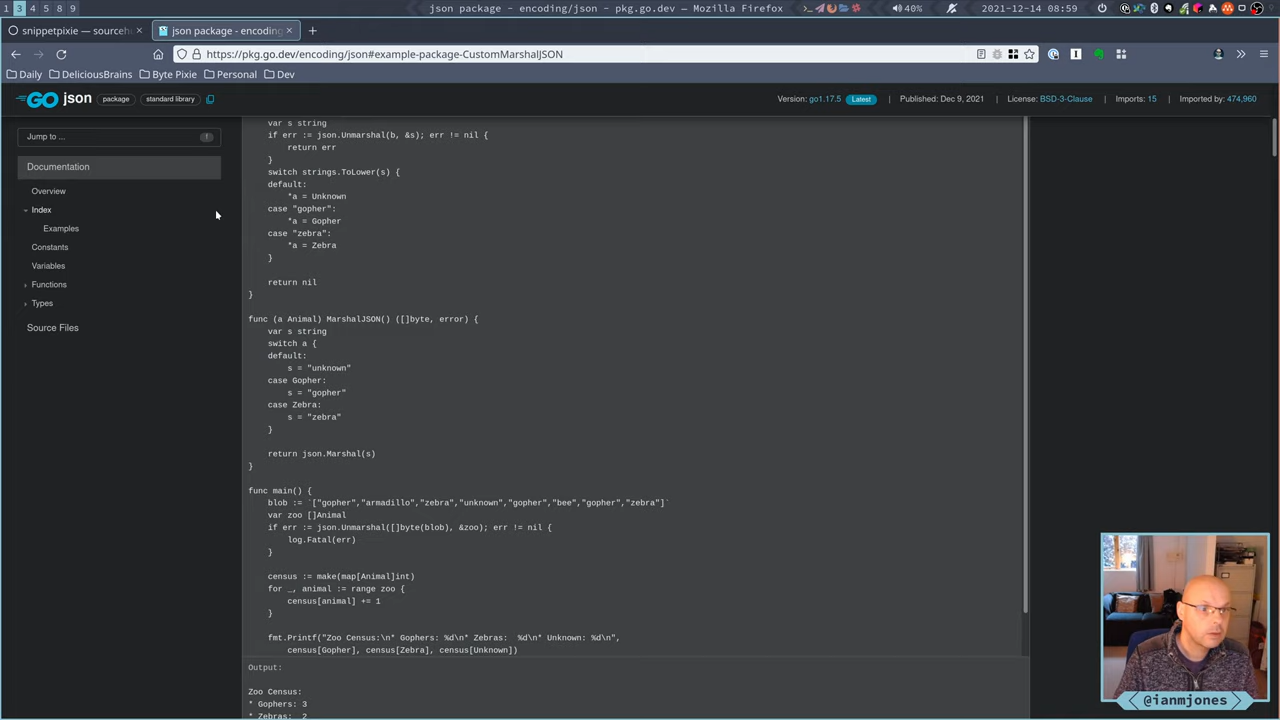 1 3 4 8 9
json package - encoding/json - pkg.go.dev — Mozilla Firefox
40%
2021-12-14 08:59
snippetpixie — sourceh
json package - encoding
https://pkg.go.dev/encoding/json#example-package-CustomMarshalJSON
Daily DeliciousBrains Byte Pixie Personal Dev
GO json package standard library
Version: go1.17.5 Latest Published: Dec 9, 2021 License: BSD-3-Clause Imports: 15 Imported by: 474,960
Jump to ...
Documentation
Overview
Index
Examples
Constants
Variables
Functions
Types
Source Files
var s string
if err := json.Unmarshal(b, &s); err != nil {
return err
}
switch strings.ToLower(s) {
default:
*a = Unknown
case "gopher":
*a = Gopher
case "zebra":
*a = Zebra
}
return nil
}
func (a Animal) MarshalJSON() ([]byte, error) {
var s string
switch a {
default:
s = "unknown"
case Gopher:
s = "gopher"
case Zebra:
s = "zebra"
}
return json.Marshal(s)
}
func main() {
blob := `["gopher","armadillo","zebra","unknown","gopher","bee","gopher","zebra"]`
var zoo []Animal
if err := json.Unmarshal([]byte(blob), &zoo); err != nil {
log.Fatal(err)
}
census := make(map[Animal]int)
for _, animal := range zoo {
census[animal] += 1
}
fmt.Printf("Zoo Census:\n* Gophers: %d\n* Zebras:  %d\n* Unknown: %d\n",
census[Gopher], census[Zebra], census[Unknown])
Output:
Zoo Census:
* Gophers: 3
* Zebras:  2
@ianmjones